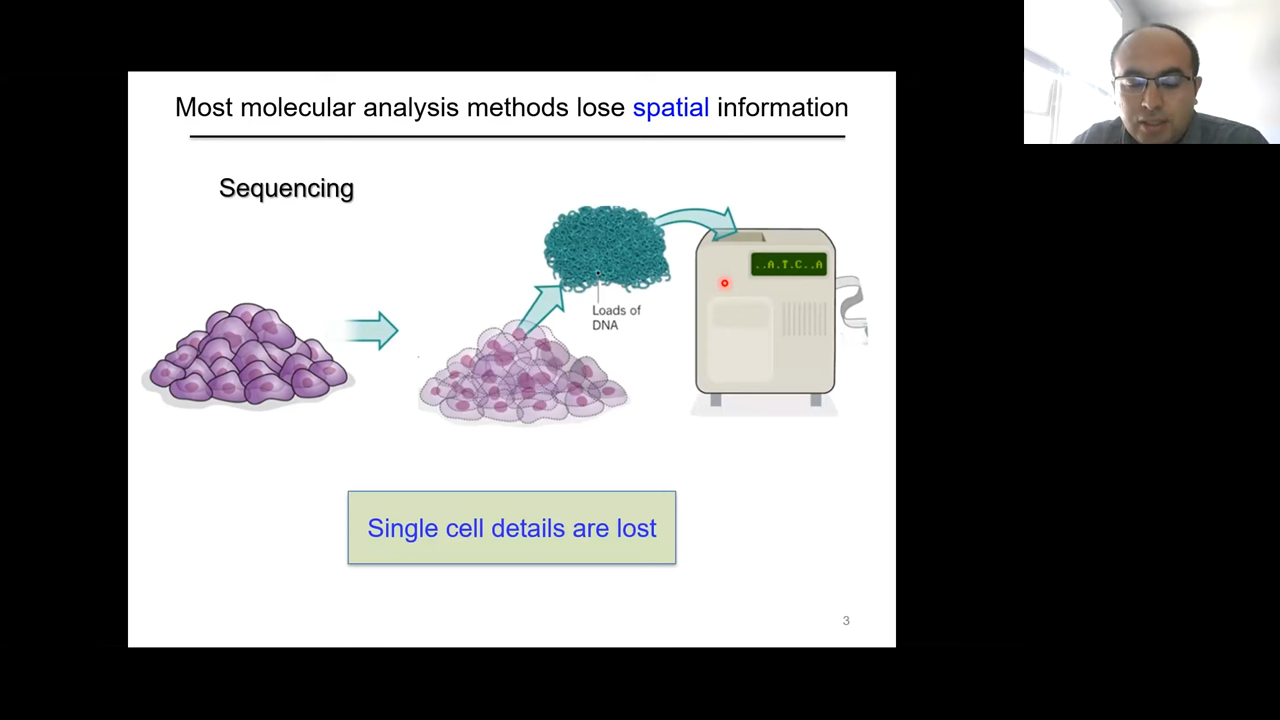 Most molecular analysis methods lose spatial information
Sequencing
..A.T.C..A
Loads of
DNA
Single cell details are lost
3